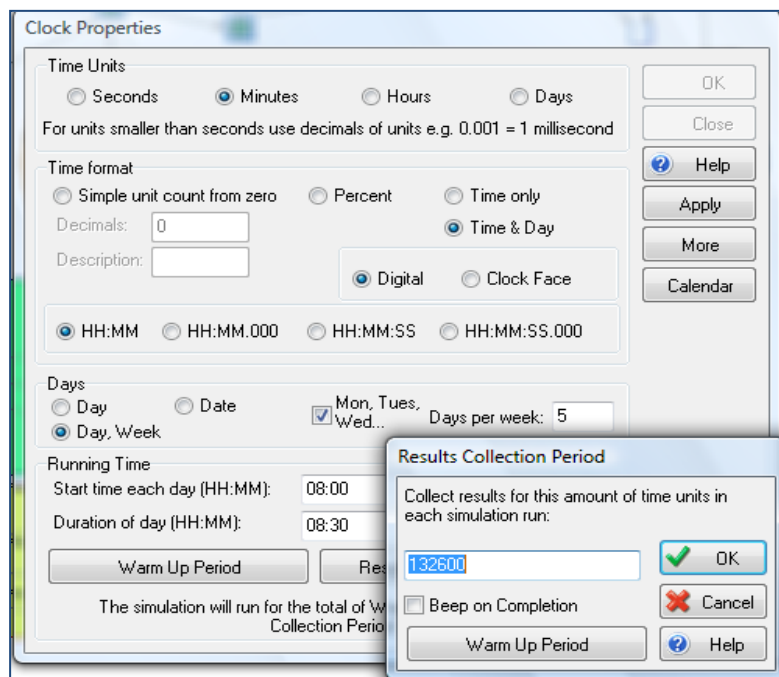 Clock Properties
Time Units
Seconds Minutes Hours Days
For units smaller than seconds use decimals of units e.g. 0.001 = 1 millisecond
OK
Close
Help
Apply
More
Calendar
Time format
Simple unit count from zero Percent Time only
Decimals: 0 Time & Day
Description:
Digital Clock Face
HH:MM HH:MM.000 HH:MM:SS HH:MM:SS.000
Days
Day Date Mon, Tues,
Wed... Days per week: 5
Day, Week
Running Time
Start time each day (HH:MM): 08:00
Duration of day (HH:MM): 08:30
Warm Up Period
The simulation will run for the total of
Collection
Results Collection Period
Collect results for this amount of time units in
each simulation run:
132600 OK
Beep on Completion Cancel
Warm Up Period Help